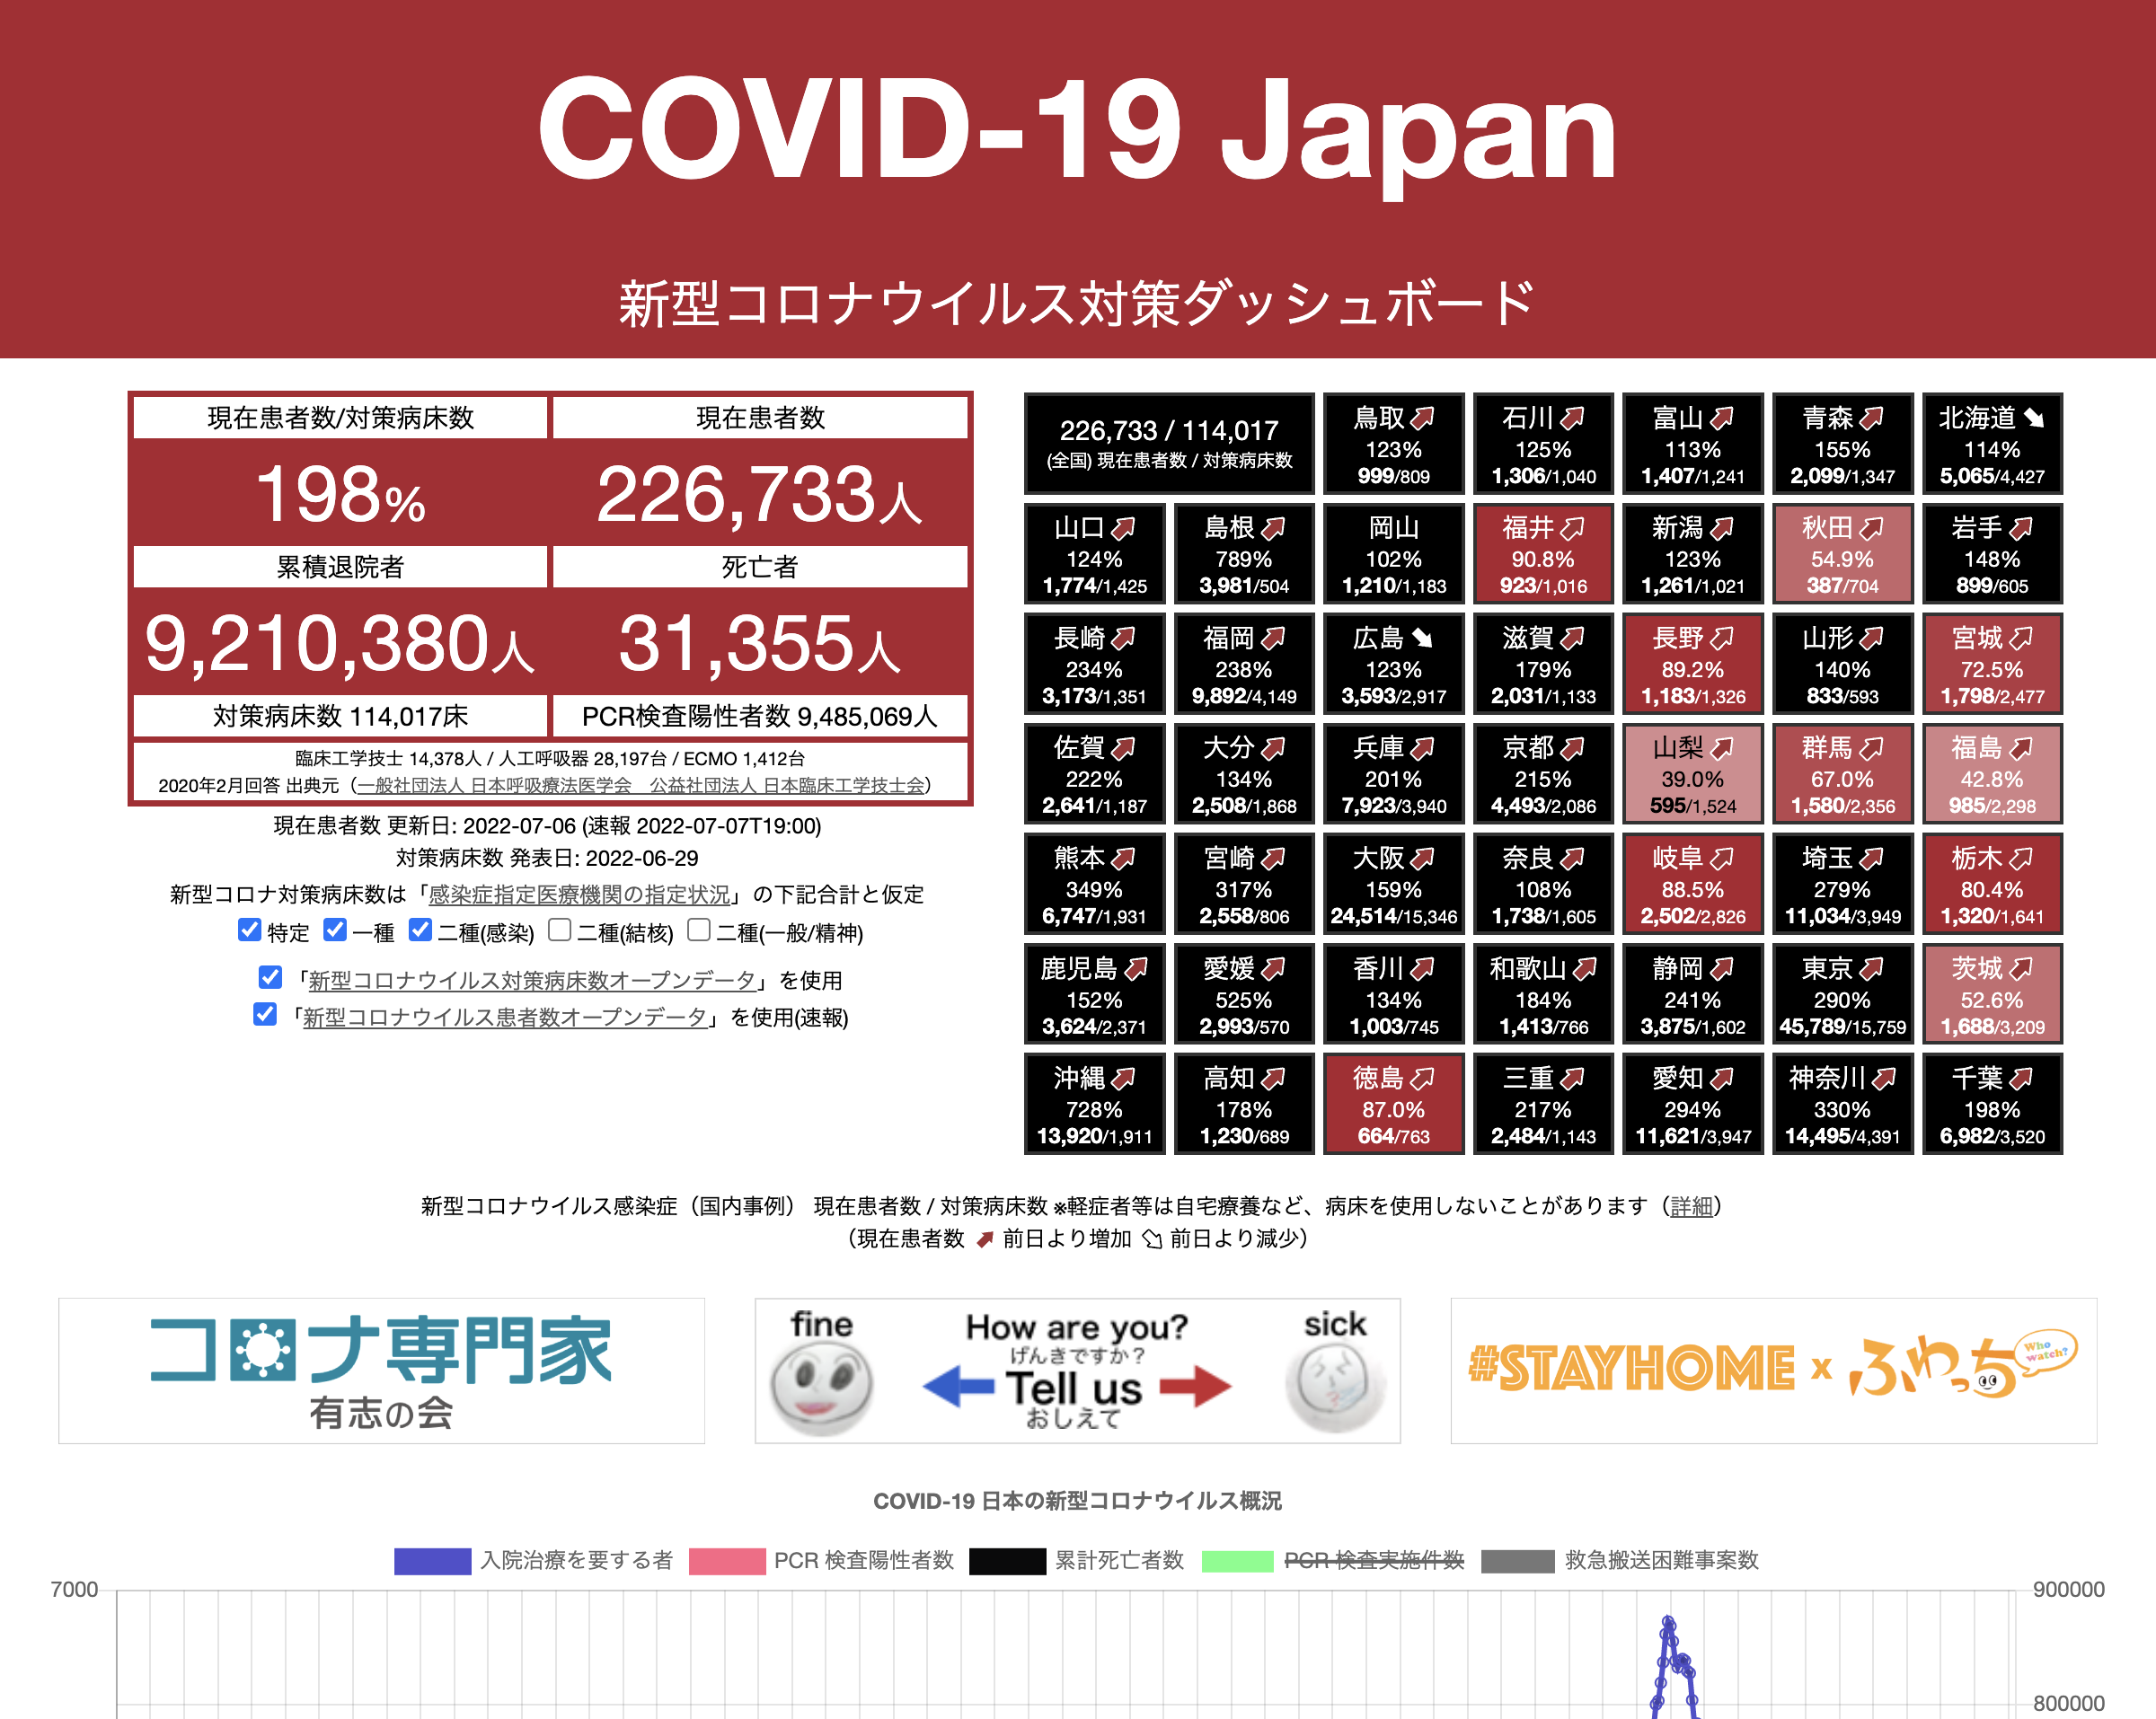 COVID-19 Japan
新型コロナウイルス対策ダッシュボード
現在患者数/対策病床数
現在患者数
198%
226,733人
累積退院者
死亡者
9,210,380人
31,355人
対策病床数 114,017床
PCR検査陽性者数 9,485,069人
臨床工学技士 14,378人 / 人工呼吸器 28,197台 / ECMO 1,412台
2020年2月回答 出典元（一般社団法人 日本呼吸療法医学会　公益社団法人 日本臨床工学技士会）
現在患者数 更新日: 2022-07-06 (速報 2022-07-07T19:00)
対策病床数 発表日: 2022-06-29
新型コロナ対策病床数は「感染症指定医療機関の指定状況」の下記合計と仮定
特定 一種 二種(感染) 二種(結核) 二種(一般/精神)
「新型コロナウイルス対策病床数オープンデータ」を使用
「新型コロナウイルス患者数オープンデータ」を使用(速報)
226,733 / 114,017
(全国) 現在患者数 / 対策病床数
鳥取
123%
999/809
石川
125%
1,306/1,040
富山
113%
1,407/1,241
青森
155%
2,099/1,347
北海道
114%
5,065/4,427
山口
124%
1,774/1,425
島根
789%
3,981/504
岡山
102%
1,210/1,183
福井
90.8%
923/1,016
新潟
123%
1,261/1,021
秋田
54.9%
387/704
岩手
148%
899/605
長崎
234%
3,173/1,351
福岡
238%
9,892/4,149
広島
123%
3,593/2,917
滋賀
179%
2,031/1,133
長野
89.2%
1,183/1,326
山形
140%
833/593
宮城
72.5%
1,798/2,477
佐賀
222%
2,641/1,187
大分
134%
2,508/1,868
兵庫
201%
7,923/3,940
京都
215%
4,493/2,086
山梨
39.0%
595/1,524
群馬
67.0%
1,580/2,356
福島
42.8%
985/2,298
熊本
349%
6,747/1,931
宮崎
317%
2,558/806
大阪
159%
24,514/15,346
奈良
108%
1,738/1,605
岐阜
88.5%
2,502/2,826
埼玉
279%
11,034/3,949
栃木
80.4%
1,320/1,641
鹿児島
152%
3,624/2,371
愛媛
525%
2,993/570
香川
134%
1,003/745
和歌山
184%
1,413/766
静岡
241%
3,875/1,602
東京
290%
45,789/15,759
茨城
52.6%
1,688/3,209
沖縄
728%
13,920/1,911
高知
178%
1,230/689
徳島
87.0%
664/763
三重
217%
2,484/1,143
愛知
294%
11,621/3,947
神奈川
330%
14,495/4,391
千葉
198%
6,982/3,520
新型コロナウイルス感染症（国内事例） 現在患者数 / 対策病床数 ※軽症者等は自宅療養など、病床を使用しないことがあります（詳細）
（現在患者数 前日より増加 前日より減少）
コロナ専門家
有志の会
fine
How are you?
げんきですか？
Tell us
おしえて
sick
#STAYHOME x ふわっち
Who watch?
COVID-19 日本の新型コロナウイルス概況
入院治療を要する者 PCR 検査陽性者数 累計死亡者数 PCR 検査実施件数 救急搬送困難事案数
7000
900000
800000